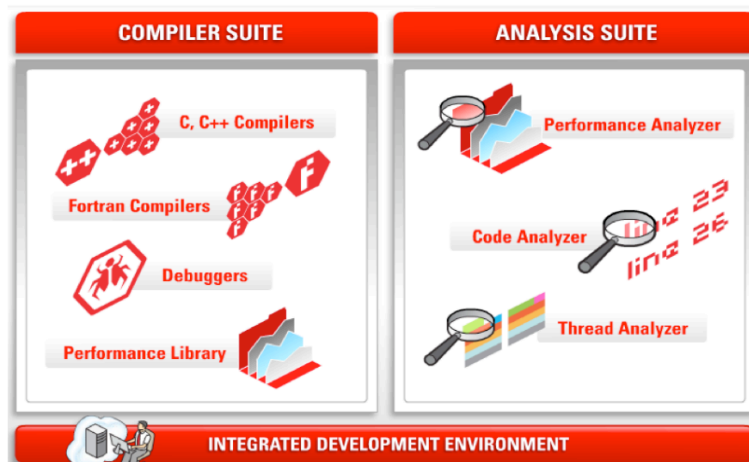 COMPILER SUITE
C, C++ Compilers
++
Fortran Compilers
F
Debuggers
Performance Library
ANALYSIS SUITE
Performance Analyzer
Code Analyzer
line 23
line 26
Thread Analyzer
INTEGRATED DEVELOPMENT ENVIRONMENT